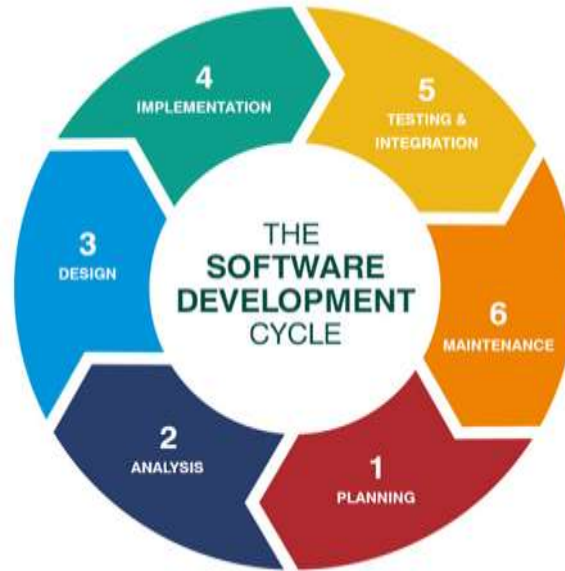 THE
SOFTWARE
DEVELOPMENT
CYCLE
1
PLANNING
2
ANALYSIS
3
DESIGN
4
IMPLEMENTATION
5
TESTING &
INTEGRATION
6
MAINTENANCE